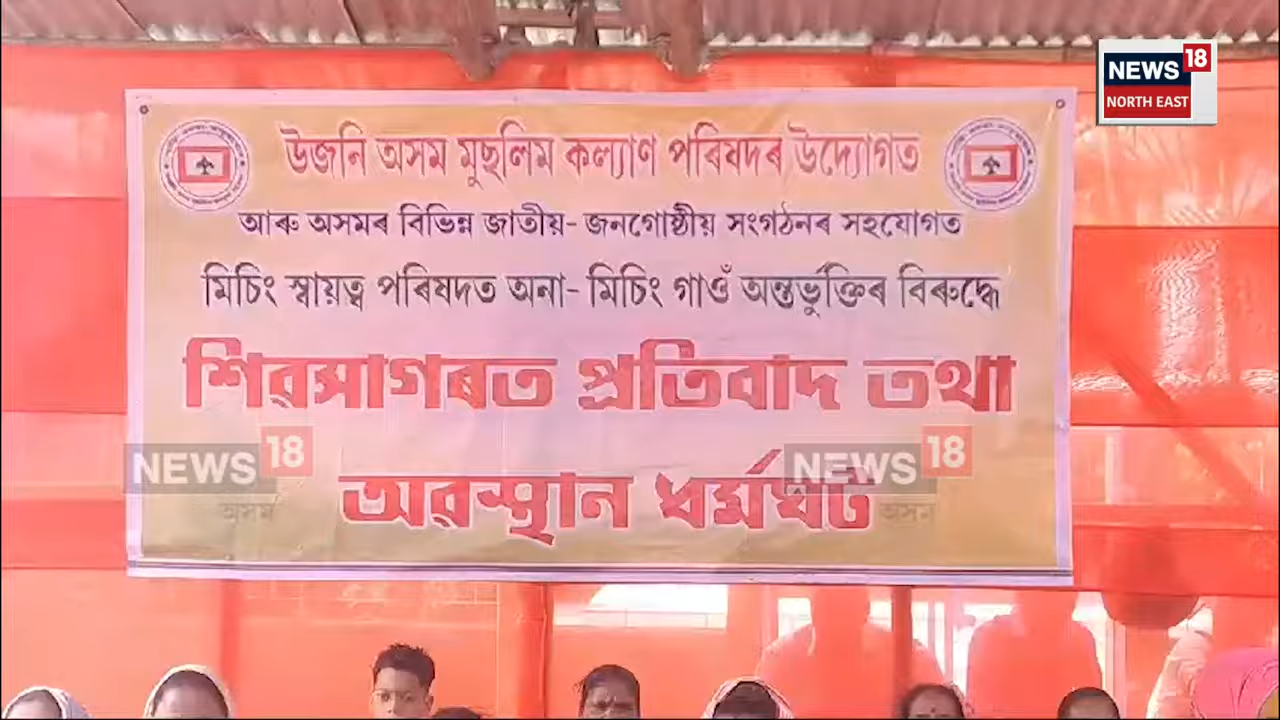 NEWS 18
NORTH EAST
উজনি অসম মুছলিম কল্যাণ পৰিষদৰ উদ্যোগত
আৰু অসমৰ বিভিন্ন জাতীয়- জনগোষ্ঠীয় সংগঠনৰ সহযোগত
মিচিং স্বায়ত্ব পৰিষদত অনা- মিচিং গাওঁ অন্তৰ্ভুক্তিৰ বিৰুদ্ধে
শিৱসাগৰত প্ৰতিবাদ তথা
NEWS 18
NEWS 18
অৱস্থান ধৰ্মঘট
অসম
অসম